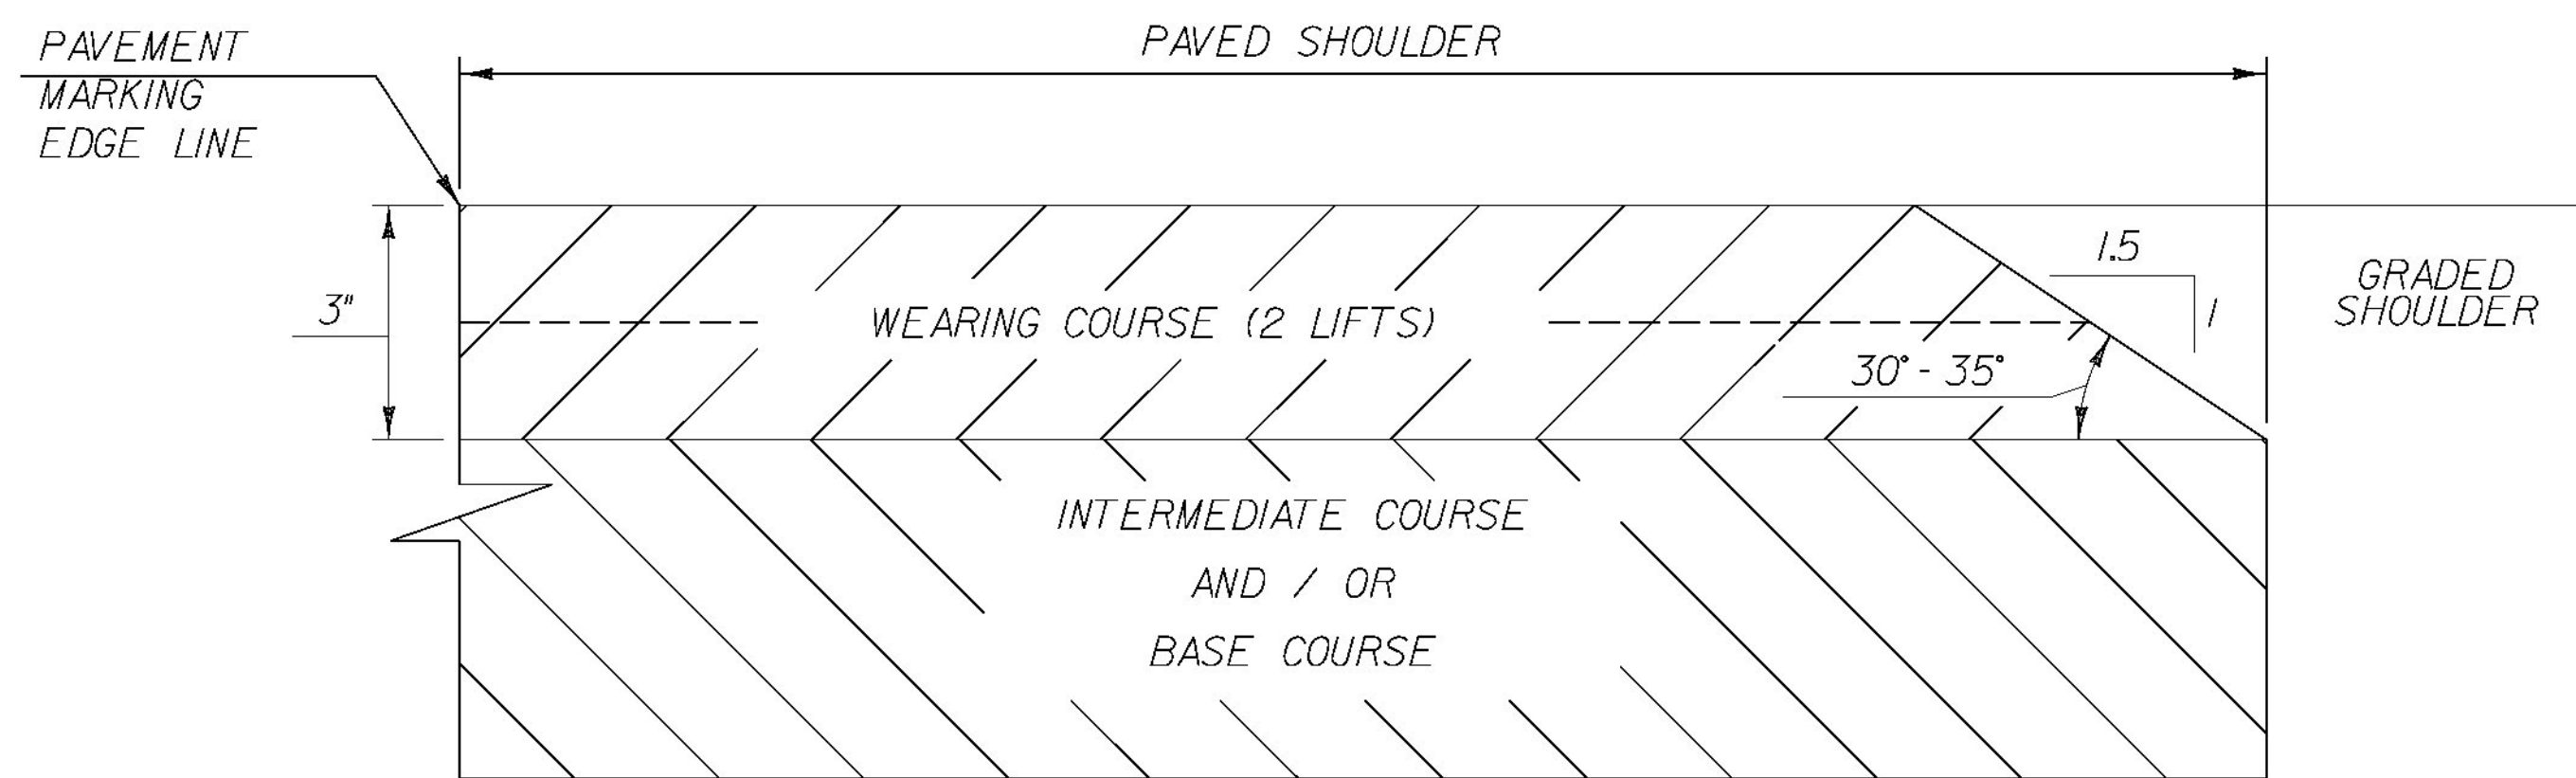 PAVEMENT
MARKING
EDGE LINE
PAVED SHOULDER
3"
WEARING COURSE (2 LIFTS)
1.5
1
30° - 35°
GRADED
SHOULDER
INTERMEDIATE COURSE
AND / OR
BASE COURSE